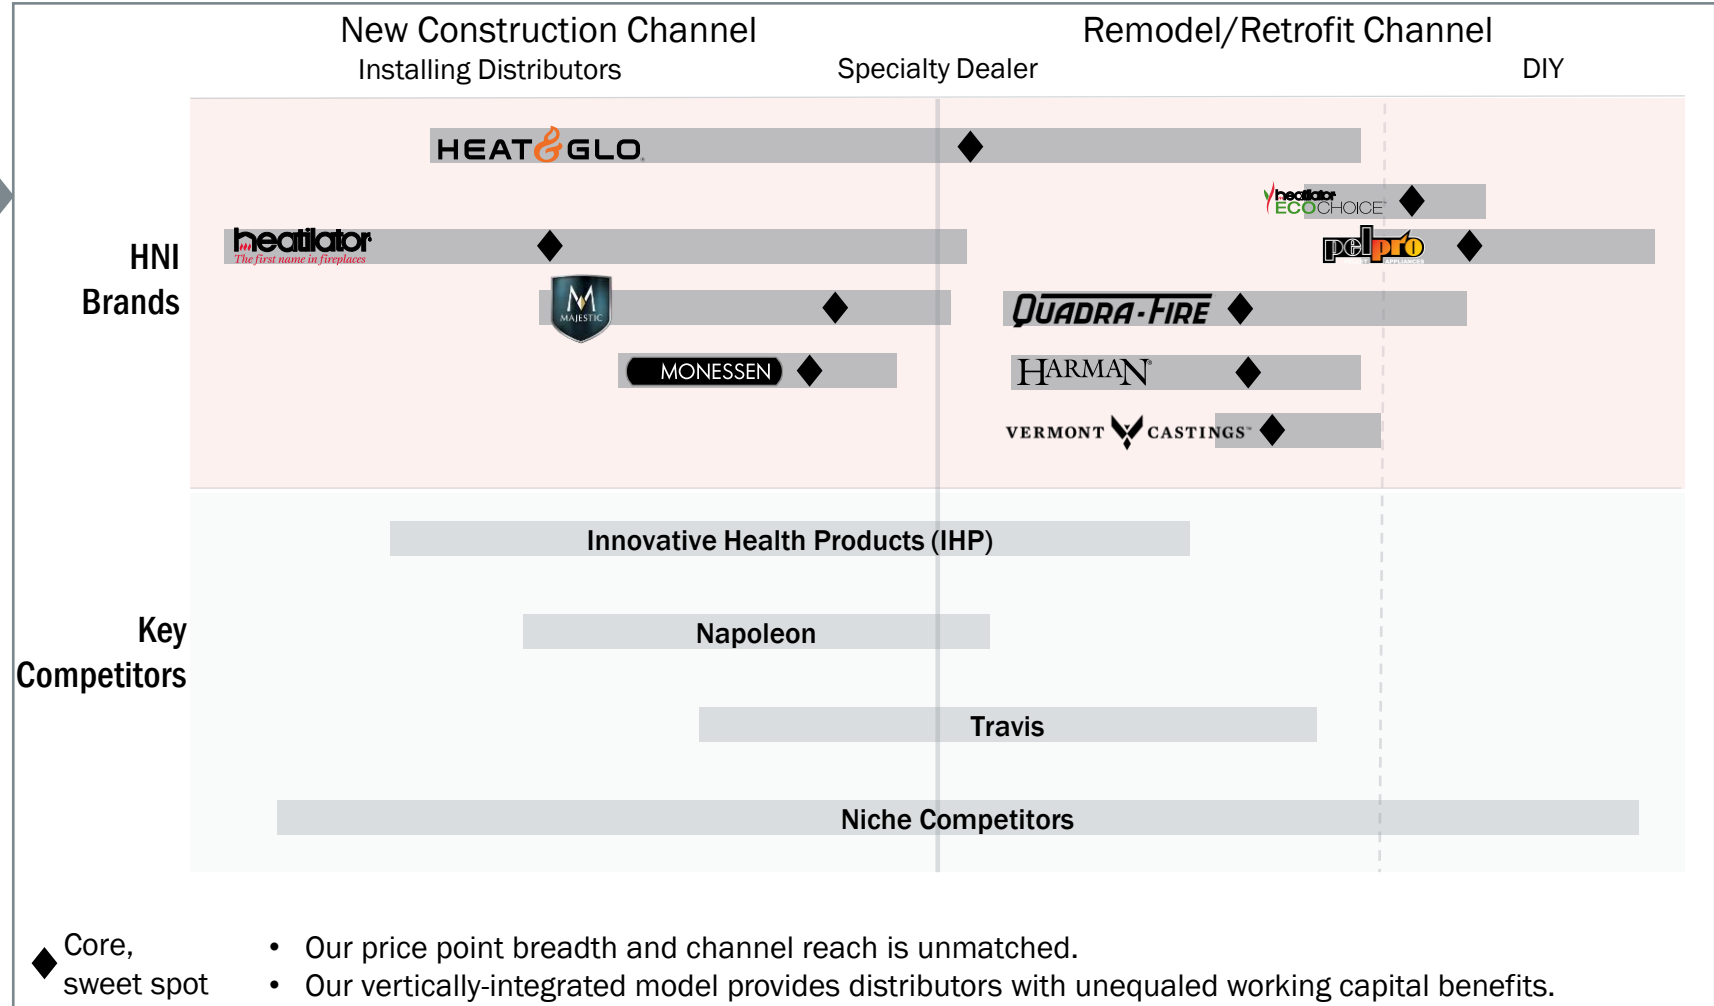 New Construction Channel
Remodel/Retrofit Channel
Installing Distributors
Specialty Dealer
DIY
HNI
Brands
HEAT & GLO
heatilator
ECOCHOICE
heatilator
The first name in fireplaces
pelpro
APPLIANCES
MAJESTIC
QUADRA-FIRE
MONESSEN
HARMAN®
VERMONT CASTINGS™
Key
Competitors
Innovative Health Products (IHP)
Napoleon
Travis
Niche Competitors
Core,
sweet spot
• Our price point breadth and channel reach is unmatched.
• Our vertically-integrated model provides distributors with unequaled working capital benefits.